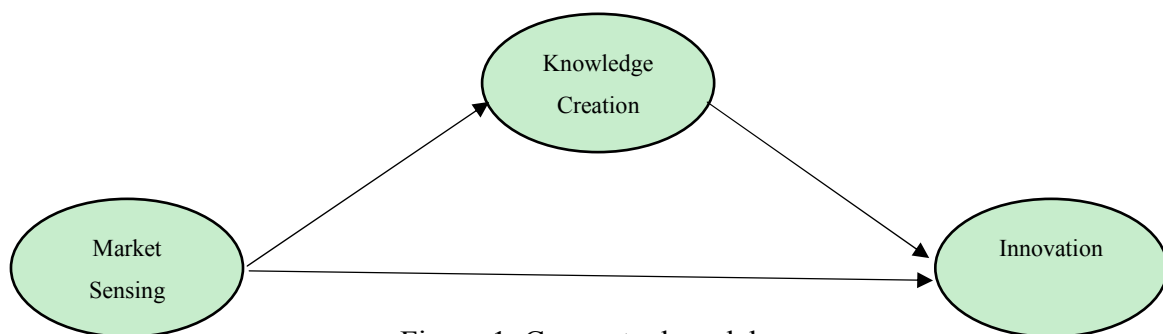 Knowledge
Creation
Market
Sensing
Innovation
Figure 1: Conceptual model